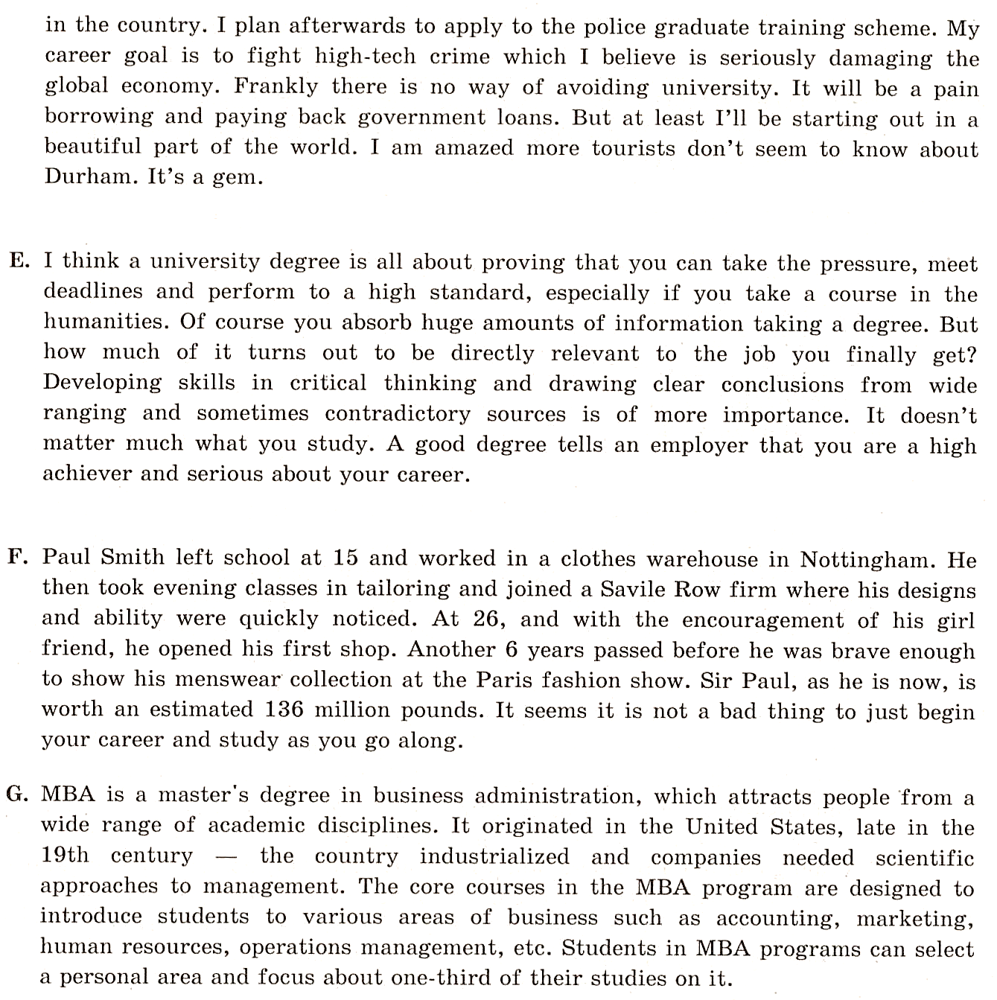 in the country. I plan afterwards to apply to the police graduate training scheme. My
career goal is to fight high-tech crime which I believe is seriously damaging the
global economy. Frankly there is no way of avoiding university. It will be a pain
borrowing and paying back government loans. But at least I’ll be starting out in a
beautiful part of the world. I am amazed more tourists don’t seem to know about
Durham. It’s a gem.
E. I think a university degree is all about proving that you can take the pressure, meet
deadlines and perform to a high standard, especially if you take a course in the
humanities. Of course you absorb huge amounts of information taking a degree. But
how much of it turns out to be directly relevant to the job you finally get?
Developing skills in critical thinking and drawing clear conclusions from wide
ranging and sometimes contradictory sources is of more importance. It doesn’t
matter much what you study. A good degree tells an employer that you are a high
achiever and serious about your career.
F. Paul Smith left school at 15 and worked in a clothes warehouse in Nottingham. He
then took evening classes in tailoring and joined a Savile Row firm where his designs
and ability were quickly noticed. At 26, and with the encouragement of his girl
friend, he opened his first shop. Another 6 years passed before he was brave enough
to show his menswear collection at the Paris fashion show. Sir Paul, as he is now, is
worth an estimated 136 million pounds. It seems it is not a bad thing to just begin
your career and study as you go along.
G. MBA is a master's degree in business administration, which attracts people from a
wide range of academic disciplines. It originated in the United States, late in the
19th century — the country industrialized and companies needed scientific
approaches to management. The core courses in the MBA program are designed to
introduce students to various areas of business such as accounting, marketing,
human resources, operations management, etc. Students in MBA programs can select
a personal area and focus about one-third of their studies on it.